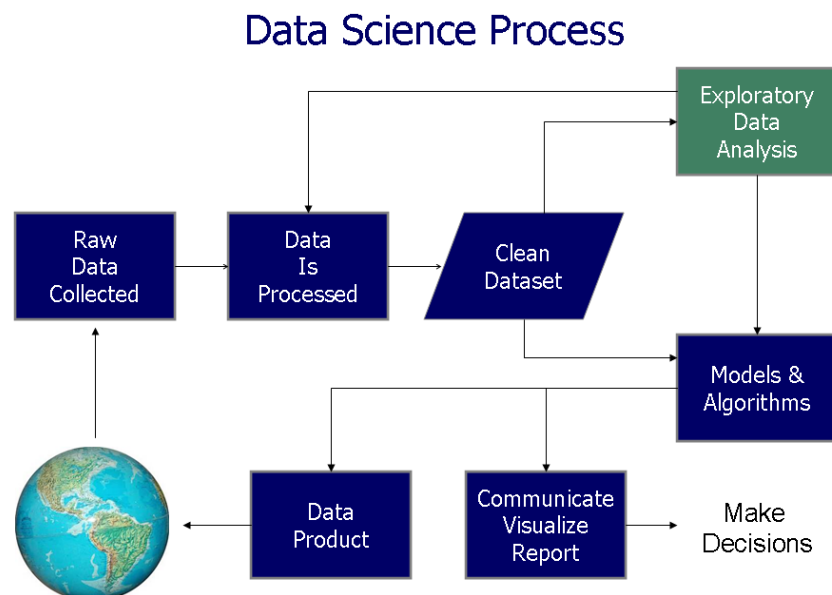 Data Science Process
Exploratory
Data
Analysis
Raw
Data
Collected
Data
Is
Processed
Clean
Dataset
Models &
Algorithms
Data
Product
Communicate
Visualize
Report
Make
Decisions